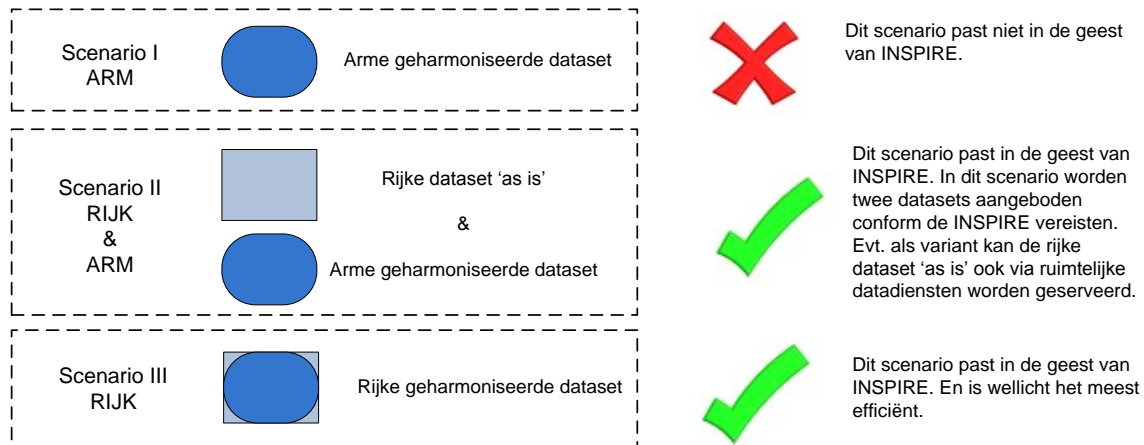 Scenario I
ARM
Arme geharmoniseerde dataset
Dit scenario past niet in de geest
van INSPIRE.
Scenario II
RIJK
&
ARM
Rijke dataset ‘as is’
&
Arme geharmoniseerde dataset
Dit scenario past in de geest van
INSPIRE. In dit scenario worden
twee datasets aangeboden
conform de INSPIRE vereisten.
Evt. als variant kan de rijke
dataset ‘as is’ ook via ruimtelijke
datadiensten worden geserveerd.
Scenario III
RIJK
Rijke geharmoniseerde dataset
Dit scenario past in de geest van
INSPIRE. En is wellicht het meest
efficiënt.